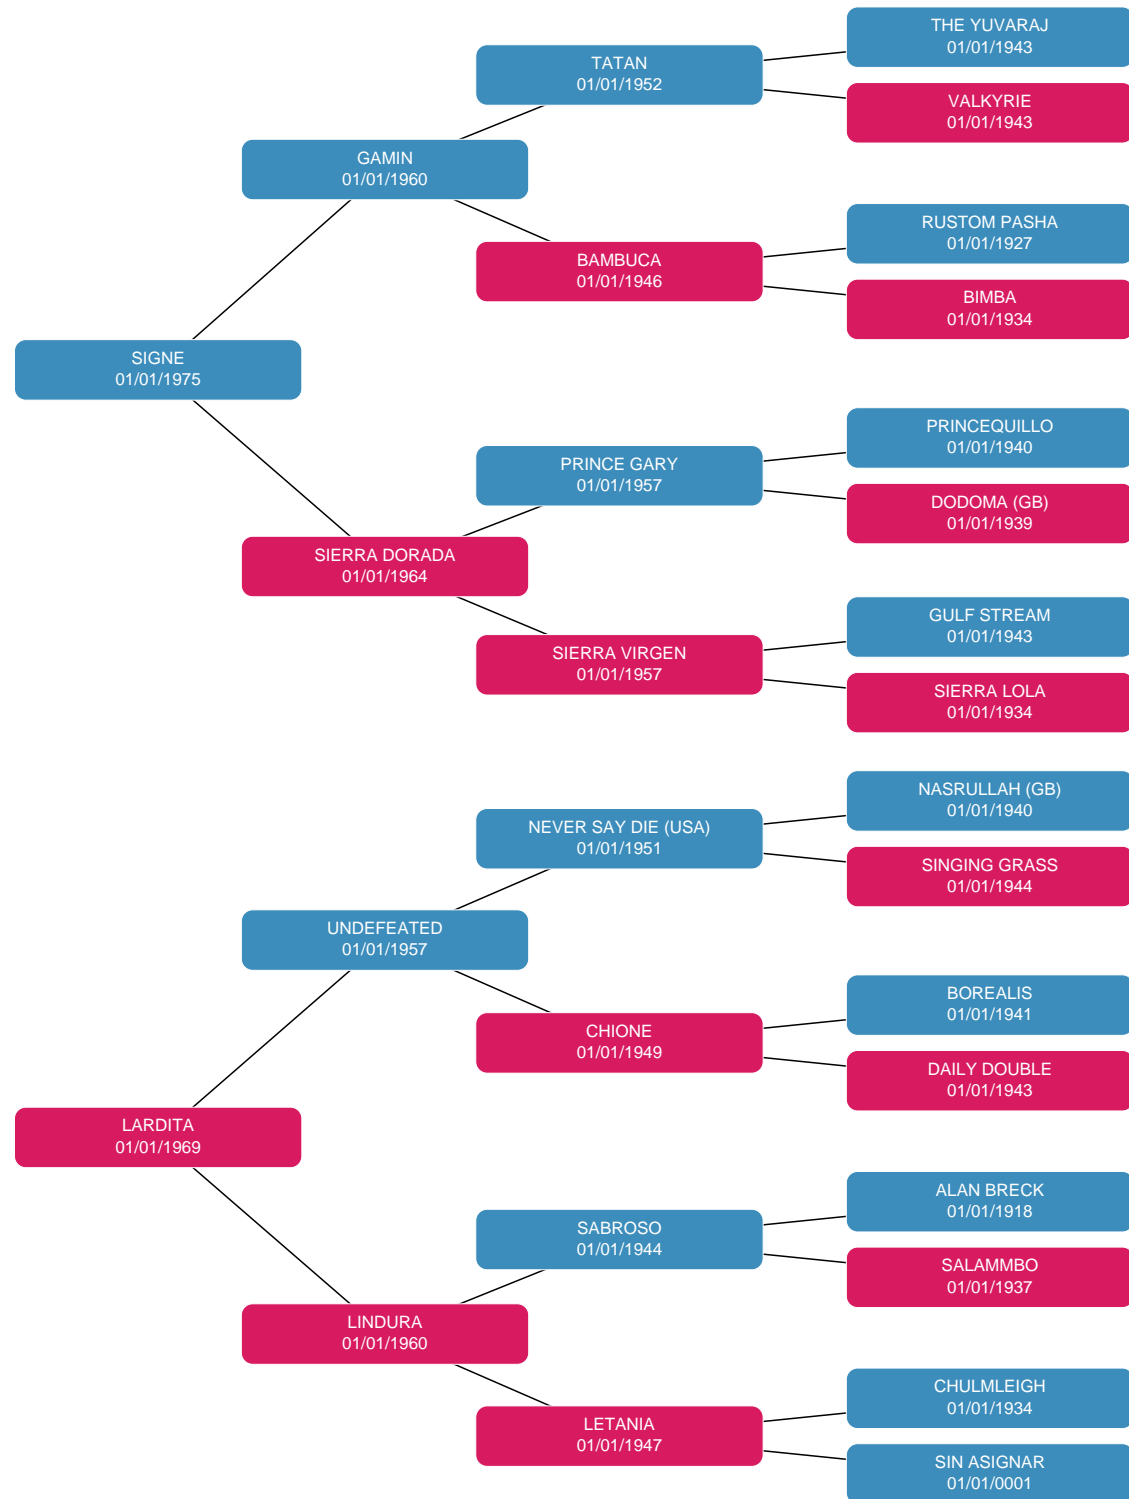 THE YUVARAJ
01/01/1943
TATAN
01/01/1952
VALKYRIE
01/01/1943
GAMIN
01/01/1960
RUSTOM PASHA
01/01/1927
BAMBUCA
01/01/1946
BIMBA
01/01/1934
SIGNE
01/01/1975
PRINCEQUILLO
01/01/1940
PRINCE GARY
01/01/1957
DODOMA (GB)
01/01/1939
SIERRA DORADA
01/01/1964
GULF STREAM
01/01/1943
SIERRA VIRGEN
01/01/1957
SIERRA LOLA
01/01/1934
NASRULLAH (GB)
01/01/1940
NEVER SAY DIE (USA)
01/01/1951
SINGING GRASS
01/01/1944
UNDEFEATED
01/01/1957
BOREALIS
01/01/1941
CHIONE
01/01/1949
DAILY DOUBLE
01/01/1943
LARDITA
01/01/1969
ALAN BRECK
01/01/1918
SABROSO
01/01/1944
SALAMMBO
01/01/1937
LINDURA
01/01/1960
CHULMLEIGH
01/01/1934
LETANIA
01/01/1947
SIN ASIGNAR
01/01/0001